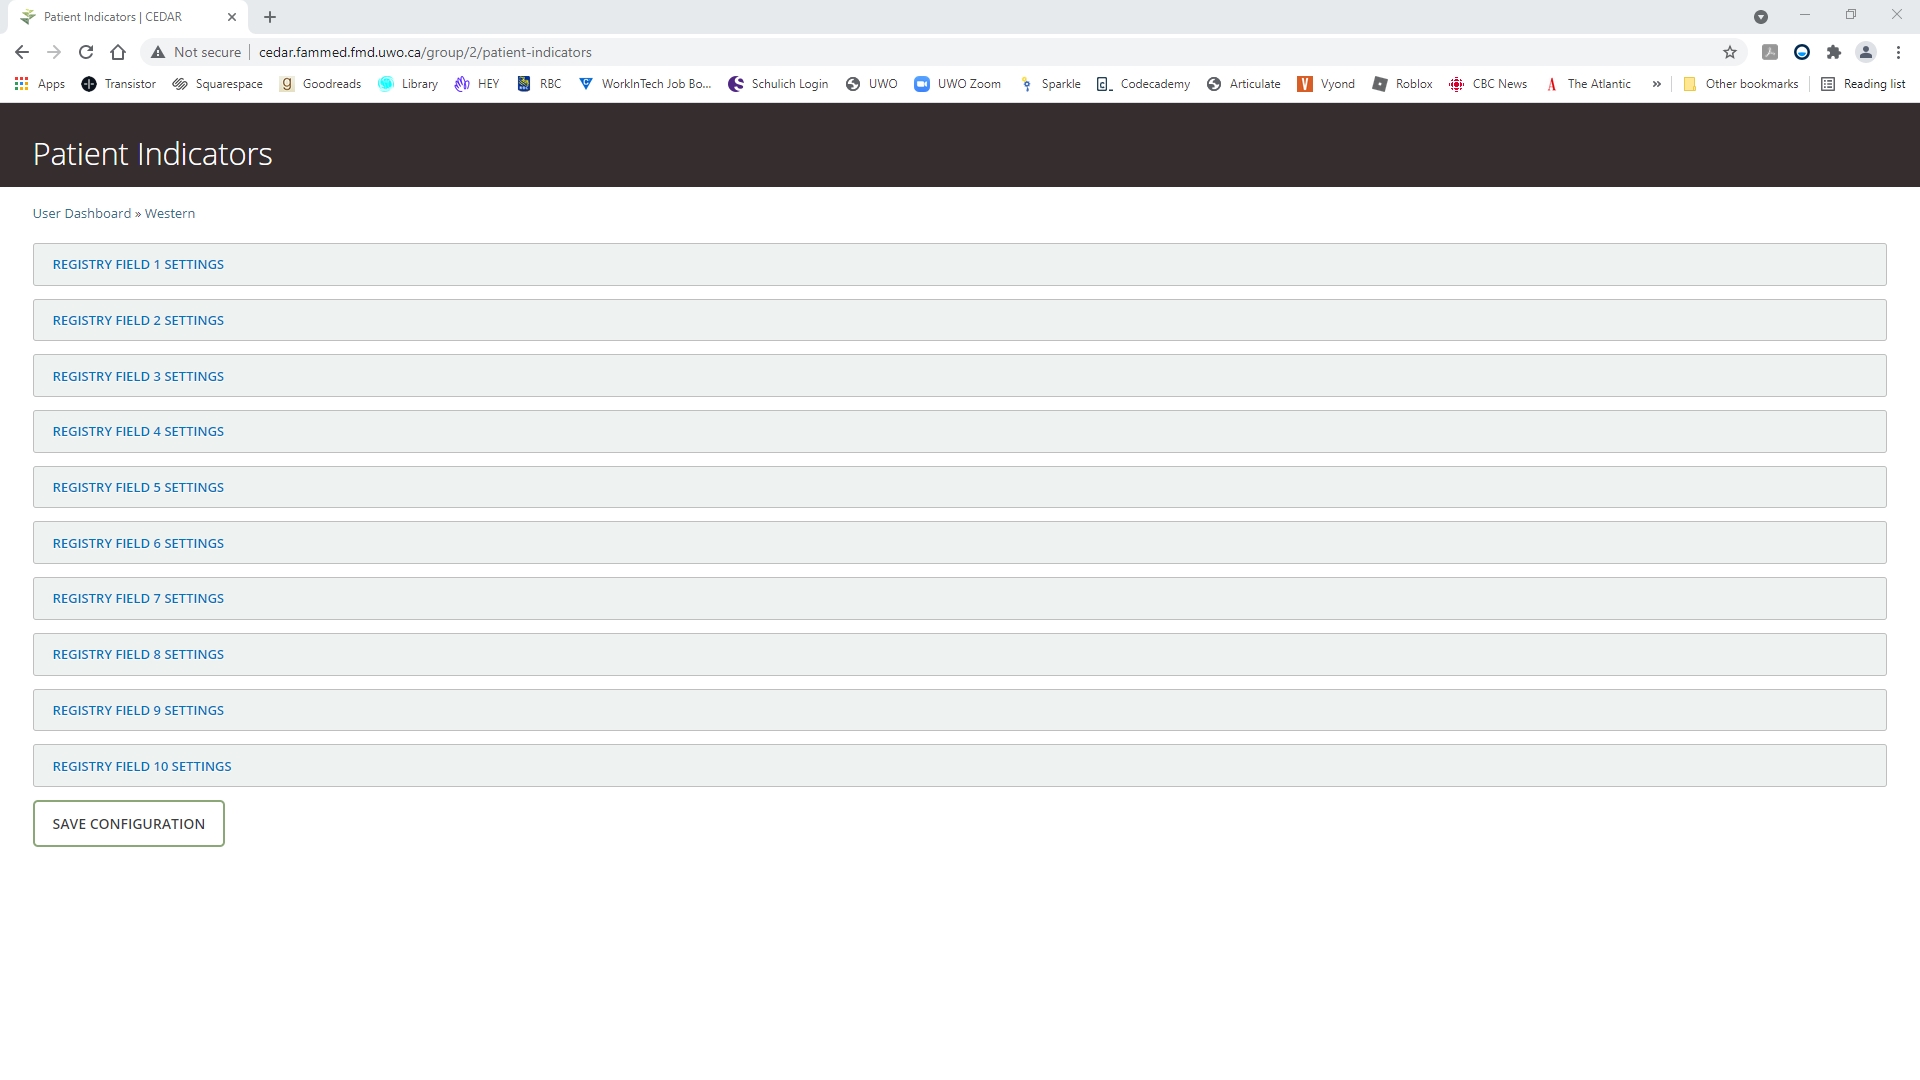 Patient Indicators | CEDAR
Not secure cedar.fammed.fmd.uwo.ca/group/2/patient-indicators
Apps Transistor Squarespace Goodreads Library HEY RBC WorkInTech Job Bo... Schulich Login UWO UWO Zoom Sparkle Codecademy Articulate Vyond Roblox CBC News The Atlantic » Other bookmarks Reading list
Patient Indicators
User Dashboard » Western
REGISTRY FIELD 1 SETTINGS
REGISTRY FIELD 2 SETTINGS
REGISTRY FIELD 3 SETTINGS
REGISTRY FIELD 4 SETTINGS
REGISTRY FIELD 5 SETTINGS
REGISTRY FIELD 6 SETTINGS
REGISTRY FIELD 7 SETTINGS
REGISTRY FIELD 8 SETTINGS
REGISTRY FIELD 9 SETTINGS
REGISTRY FIELD 10 SETTINGS
SAVE CONFIGURATION